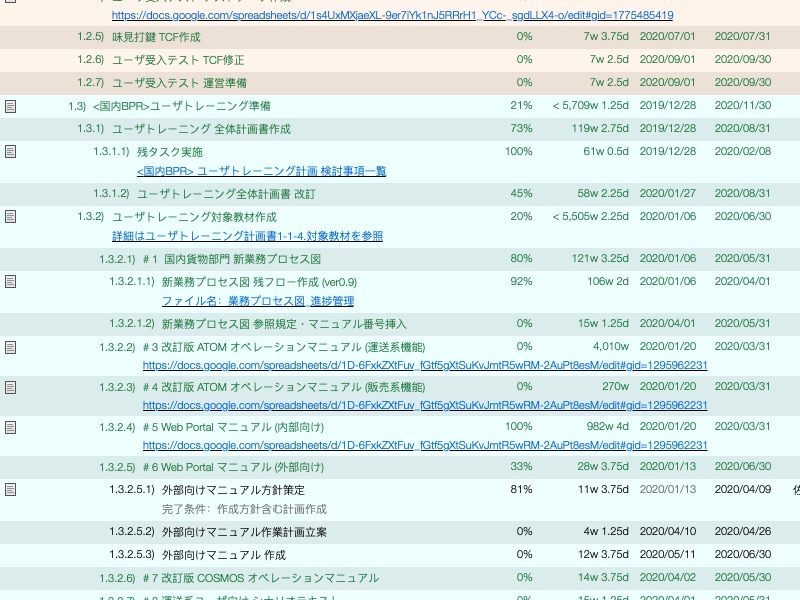 https://docs.google.com/spreadsheets/d/1s4UxMXjaeXL-9er7iYk1nJ5RRrH1_YCc-_sgdLLX4-o/edit#gid=1775485419
1.2.5) 味見打鍵 TCF作成 0% 7w 3.75d 2020/07/01 2020/07/31
1.2.6) ユーザ受入テスト TCF修正 0% 7w 2.5d 2020/09/01 2020/09/30
1.2.7) ユーザ受入テスト 運営準備 0% 7w 2.5d 2020/09/01 2020/09/30
1.3) <国内BPR>ユーザトレーニング準備 21% < 5,709w 1.25d 2019/12/28 2020/11/30
1.3.1) ユーザトレーニング 全体計画書作成 73% 119w 2.75d 2019/12/28 2020/08/31
1.3.1.1) 残タスク実施 100% 61w 0.5d 2019/12/28 2020/02/08
<国内BPR> ユーザトレーニング計画 検討事項一覧
1.3.1.2) ユーザトレーニング全体計画書 改訂 45% 58w 2.25d 2020/01/27 2020/08/31
1.3.2) ユーザトレーニング対象教材作成 20% < 5,505w 2.25d 2020/01/06 2020/06/30
詳細はユーザトレーニング計画書1-1-4.対象教材を参照
1.3.2.1) # 1 国内貨物部門 新業務プロセス図 80% 121w 3.25d 2020/01/06 2020/05/31
1.3.2.1.1) 新業務プロセス図 残フロー作成 (ver0.9) 92% 106w 2d 2020/01/06 2020/04/01
ファイル名: 業務プロセス図_進捗管理
1.3.2.1.2) 新業務プロセス図 参照規定・マニュアル番号挿入 0% 15w 1.25d 2020/04/01 2020/05/31
1.3.2.2) # 3 改訂版 ATOM オペレーションマニュアル (運送系機能) 0% 4,010w 2020/01/20 2020/03/31
https://docs.google.com/spreadsheets/d/1D-6FxkZXtFuv_fGtf5gXtSuKvJmtR5wRM-2AuPt8esM/edit#gid=1295962231
1.3.2.3) # 4 改訂版 ATOM オペレーションマニュアル (販売系機能) 0% 270w 2020/01/20 2020/03/31
https://docs.google.com/spreadsheets/d/1D-6FxkZXtFuv_fGtf5gXtSuKvJmtR5wRM-2AuPt8esM/edit#gid=1295962231
1.3.2.4) # 5 Web Portal マニュアル (内部向け) 100% 982w 4d 2020/01/20 2020/03/31
https://docs.google.com/spreadsheets/d/1D-6FxkZXtFuv_fGtf5gXtSuKvJmtR5wRM-2AuPt8esM/edit#gid=1295962231
1.3.2.5) # 6 Web Portal マニュアル (外部向け) 33% 28w 3.75d 2020/01/13 2020/06/30
1.3.2.5.1) 外部向けマニュアル方針策定 81% 11w 3.75d 2020/01/13 2020/04/09
完了条件: 作成方針含む計画作成
1.3.2.5.2) 外部向けマニュアル作業計画立案 0% 4w 1.25d 2020/04/10 2020/04/26
1.3.2.5.3) 外部向けマニュアル 作成 0% 12w 3.75d 2020/05/11 2020/06/30
1.3.2.6) # 7 改訂版 COSMOS オペレーションマニュアル 0% 14w 3.75d 2020/04/02 2020/05/30